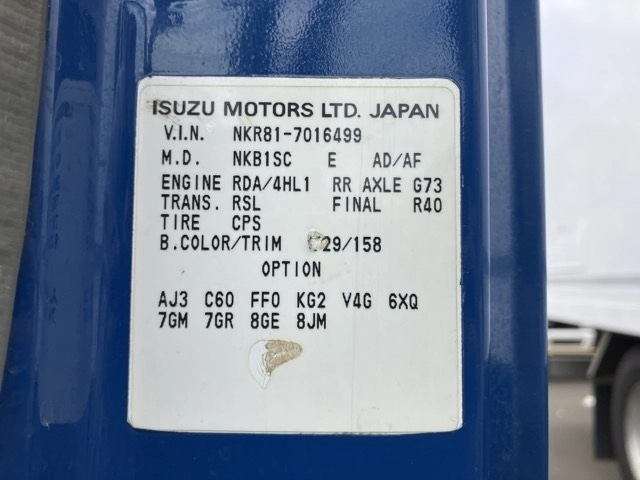 ISUZU MOTORS LTD. JAPAN
V.I.N. NKR81-7016499
M.D. NKB1SC E AD/AF
ENGINE RDA/4HL1 RR AXLE G73
TRANS. RSL FINAL R40
TIRE CPS
B.COLOR/TRIM 29/158
OPTION
AJ3 C60 FF0 KG2 V4G 6XQ
7GM 7GR 8GE 8JM